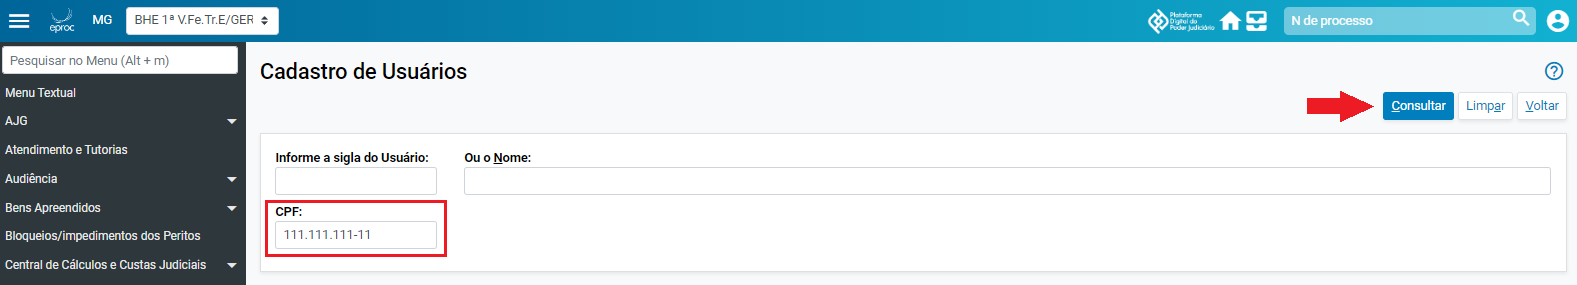 eproc
MG
BHE 1ª V.Fe.Tr.E/GER
Plataforma
Digital do
Poder Judiciário
N de processo
Pesquisar no Menu (Alt + m)
Menu Textual
AJG
Atendimento e Tutorias
Audiência
Bens Apreendidos
Bloqueios/impedimentos dos Peritos
Central de Cálculos e Custas Judiciais
Cadastro de Usuários
?
Consultar
Limpar
Voltar
Informe a sigla do Usuário:
Ou o Nome:
CPF:
111.111.111-11